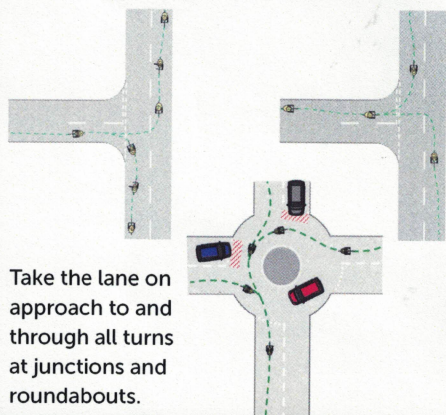 Take the lane on
approach to and
through all turns
at junctions and
roundabouts.